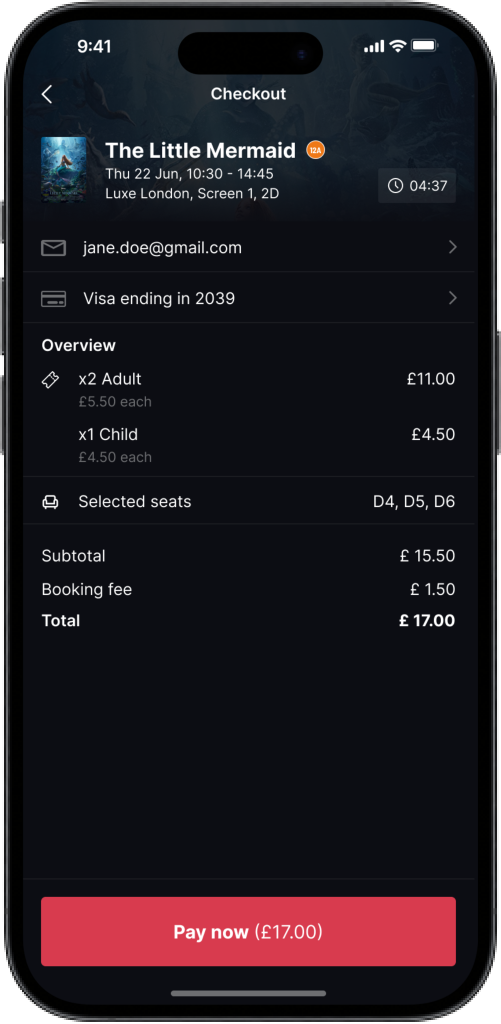 9:41
Checkout
The Little Mermaid 12A
Thu 22 Jun, 10:30 - 14:45
Luxe London, Screen 1, 2D
04:37
jane.doe@gmail.com
Visa ending in 2039
Overview
x2 Adult £11.00
£5.50 each
x1 Child £4.50
£4.50 each
Selected seats D4, D5, D6
Subtotal £ 15.50
Booking fee £ 1.50
Total £ 17.00
Pay now (£17.00)